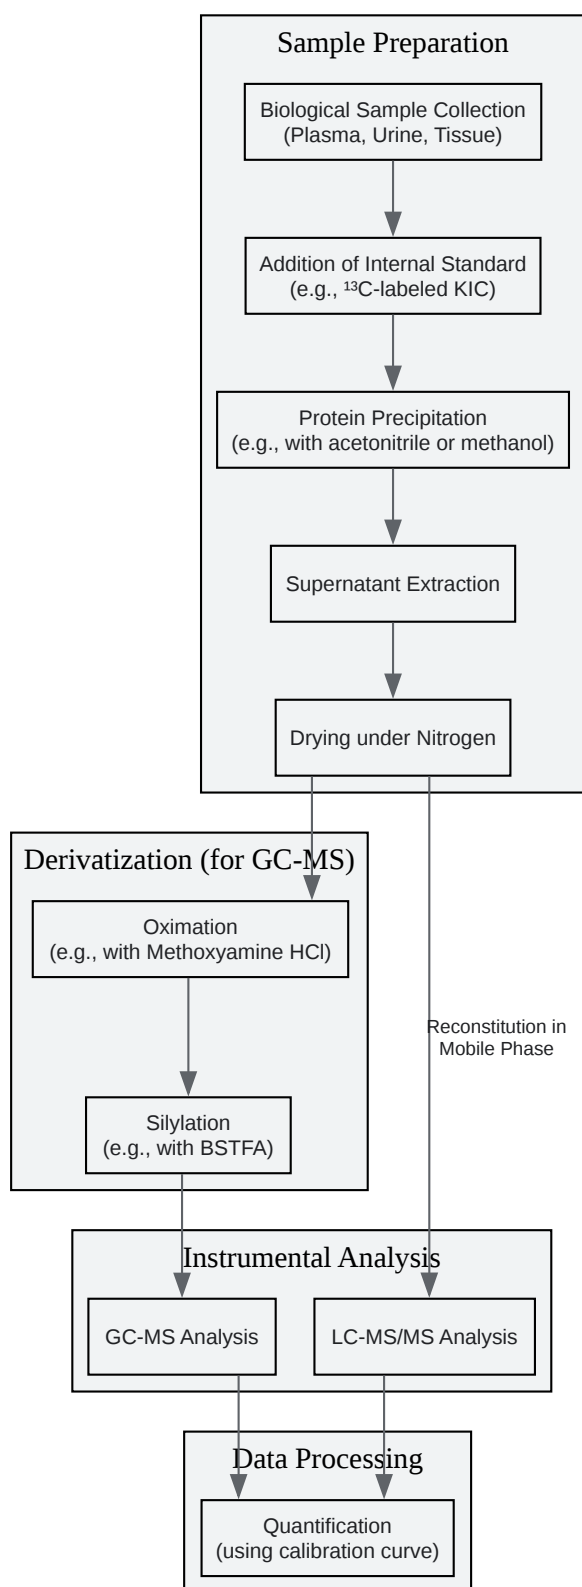 Sample Preparation
Biological Sample Collection
(Plasma, Urine, Tissue)
Addition of Internal Standard
(e.g., ¹³C-labeled KIC)
Protein Precipitation
(e.g., with acetonitrile or methanol)
Supernatant Extraction
Drying under Nitrogen
Derivatization (for GC-MS)
Oximation
(e.g., with Methoxyamine HCl)
Reconstitution in
Mobile Phase
Silylation
(e.g., with BSTFA)
Instrumental Analysis
GC-MS Analysis
LC-MS/MS Analysis
Data Processing
Quantification
(using calibration curve)